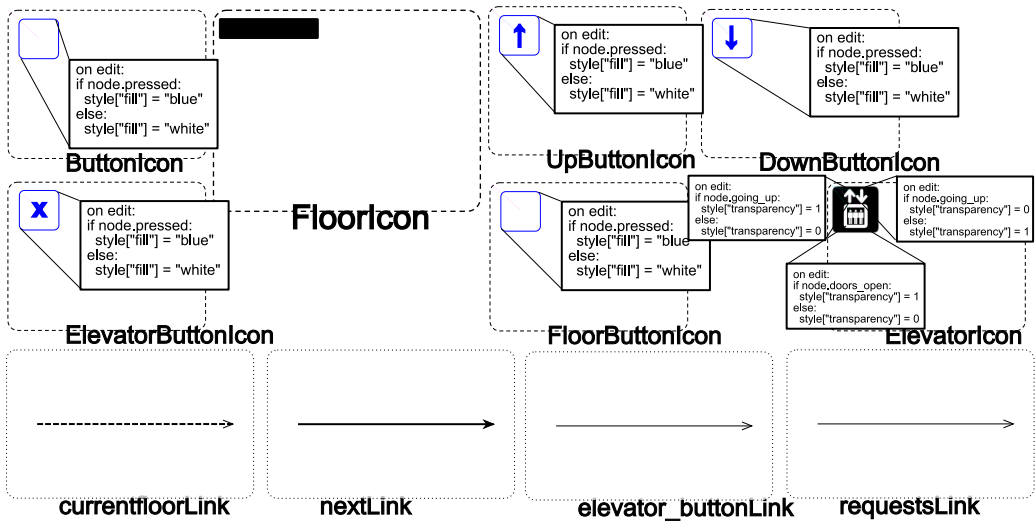 on edit:
if node.pressed:
style["fill"] = "blue"
else:
style["fill"] = "white"
ButtonIcon
FloorIcon
on edit:
if node.pressed:
style["fill"] = "blue"
else:
style["fill"] = "white"
UpButtonIcon
on edit:
if node.pressed:
style["fill"] = "blue"
else:
style["fill"] = "white"
DownButtonIcon
x
on edit:
if node.pressed:
style["fill"] = "blue"
else:
style["fill"] = "white"
ElevatorButtonIcon
on edit:
if node.pressed:
style["fill"] = "blue"
else:
style["fill"] = "white"
FloorButtonIcon
on edit:
if node.going_up:
style["transparency"] = 1
else:
style["transparency"] = 0
on edit:
if node.going_up:
style["transparency"] = 0
else:
style["transparency"] = 1
on edit:
if node.doors_open:
style["transparency"] = 1
else:
style["transparency"] = 0
ElevatorIcon
currentfloorLink
nextLink
elevator_buttonLink
requestsLink